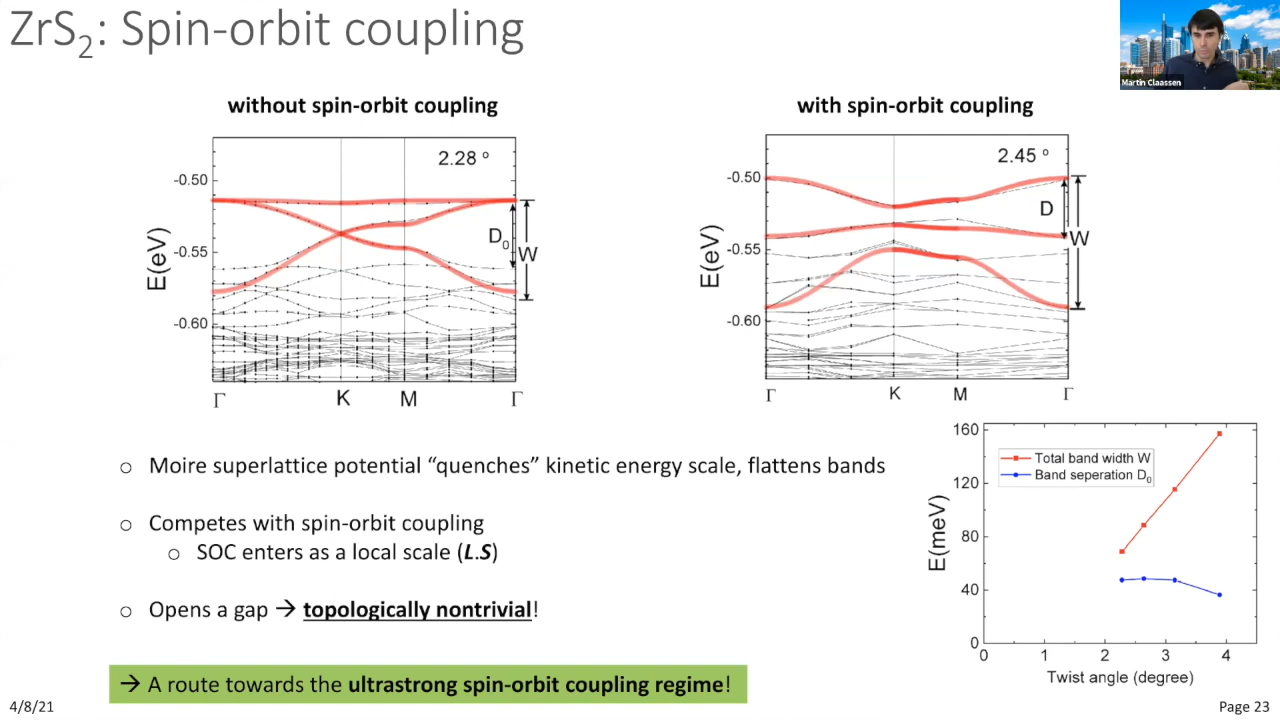 ZrS2: Spin-orbit coupling
Martin Claassen
without spin-orbit coupling
2.28 °
-0.50
-0.55
-0.60
E(eV)
D0
W
Γ K M Γ
with spin-orbit coupling
2.45 °
-0.50
-0.55
-0.60
E(eV)
D
W
Γ K M Γ
○ Moire superlattice potential “quenches” kinetic energy scale, flattens bands
○ Competes with spin-orbit coupling
○ SOC enters as a local scale (L.S)
○ Opens a gap → topologically nontrivial!
→ A route towards the ultrastrong spin-orbit coupling regime!
160
120
80
40
0
E(meV)
Total band width W
Band seperation D0
0 1 2 3 4
Twist angle (degree)
4/8/21
Page 23